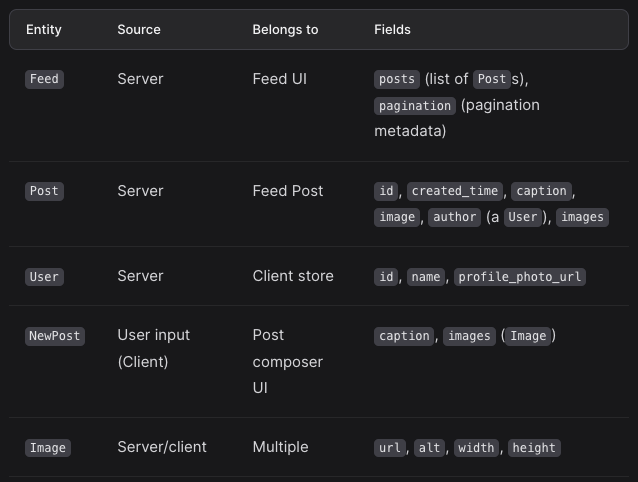 Entity Source Belongs to Fields
Feed Server Feed UI posts (list of Posts),
pagination (pagination
metadata)
Post Server Feed Post id, created_time, caption,
image, author (a User), images
User Server Client store id, name, profile_photo_url
NewPost User input Post caption, images (Image)
(Client) composer
UI
Image Server/client Multiple url, alt, width, height